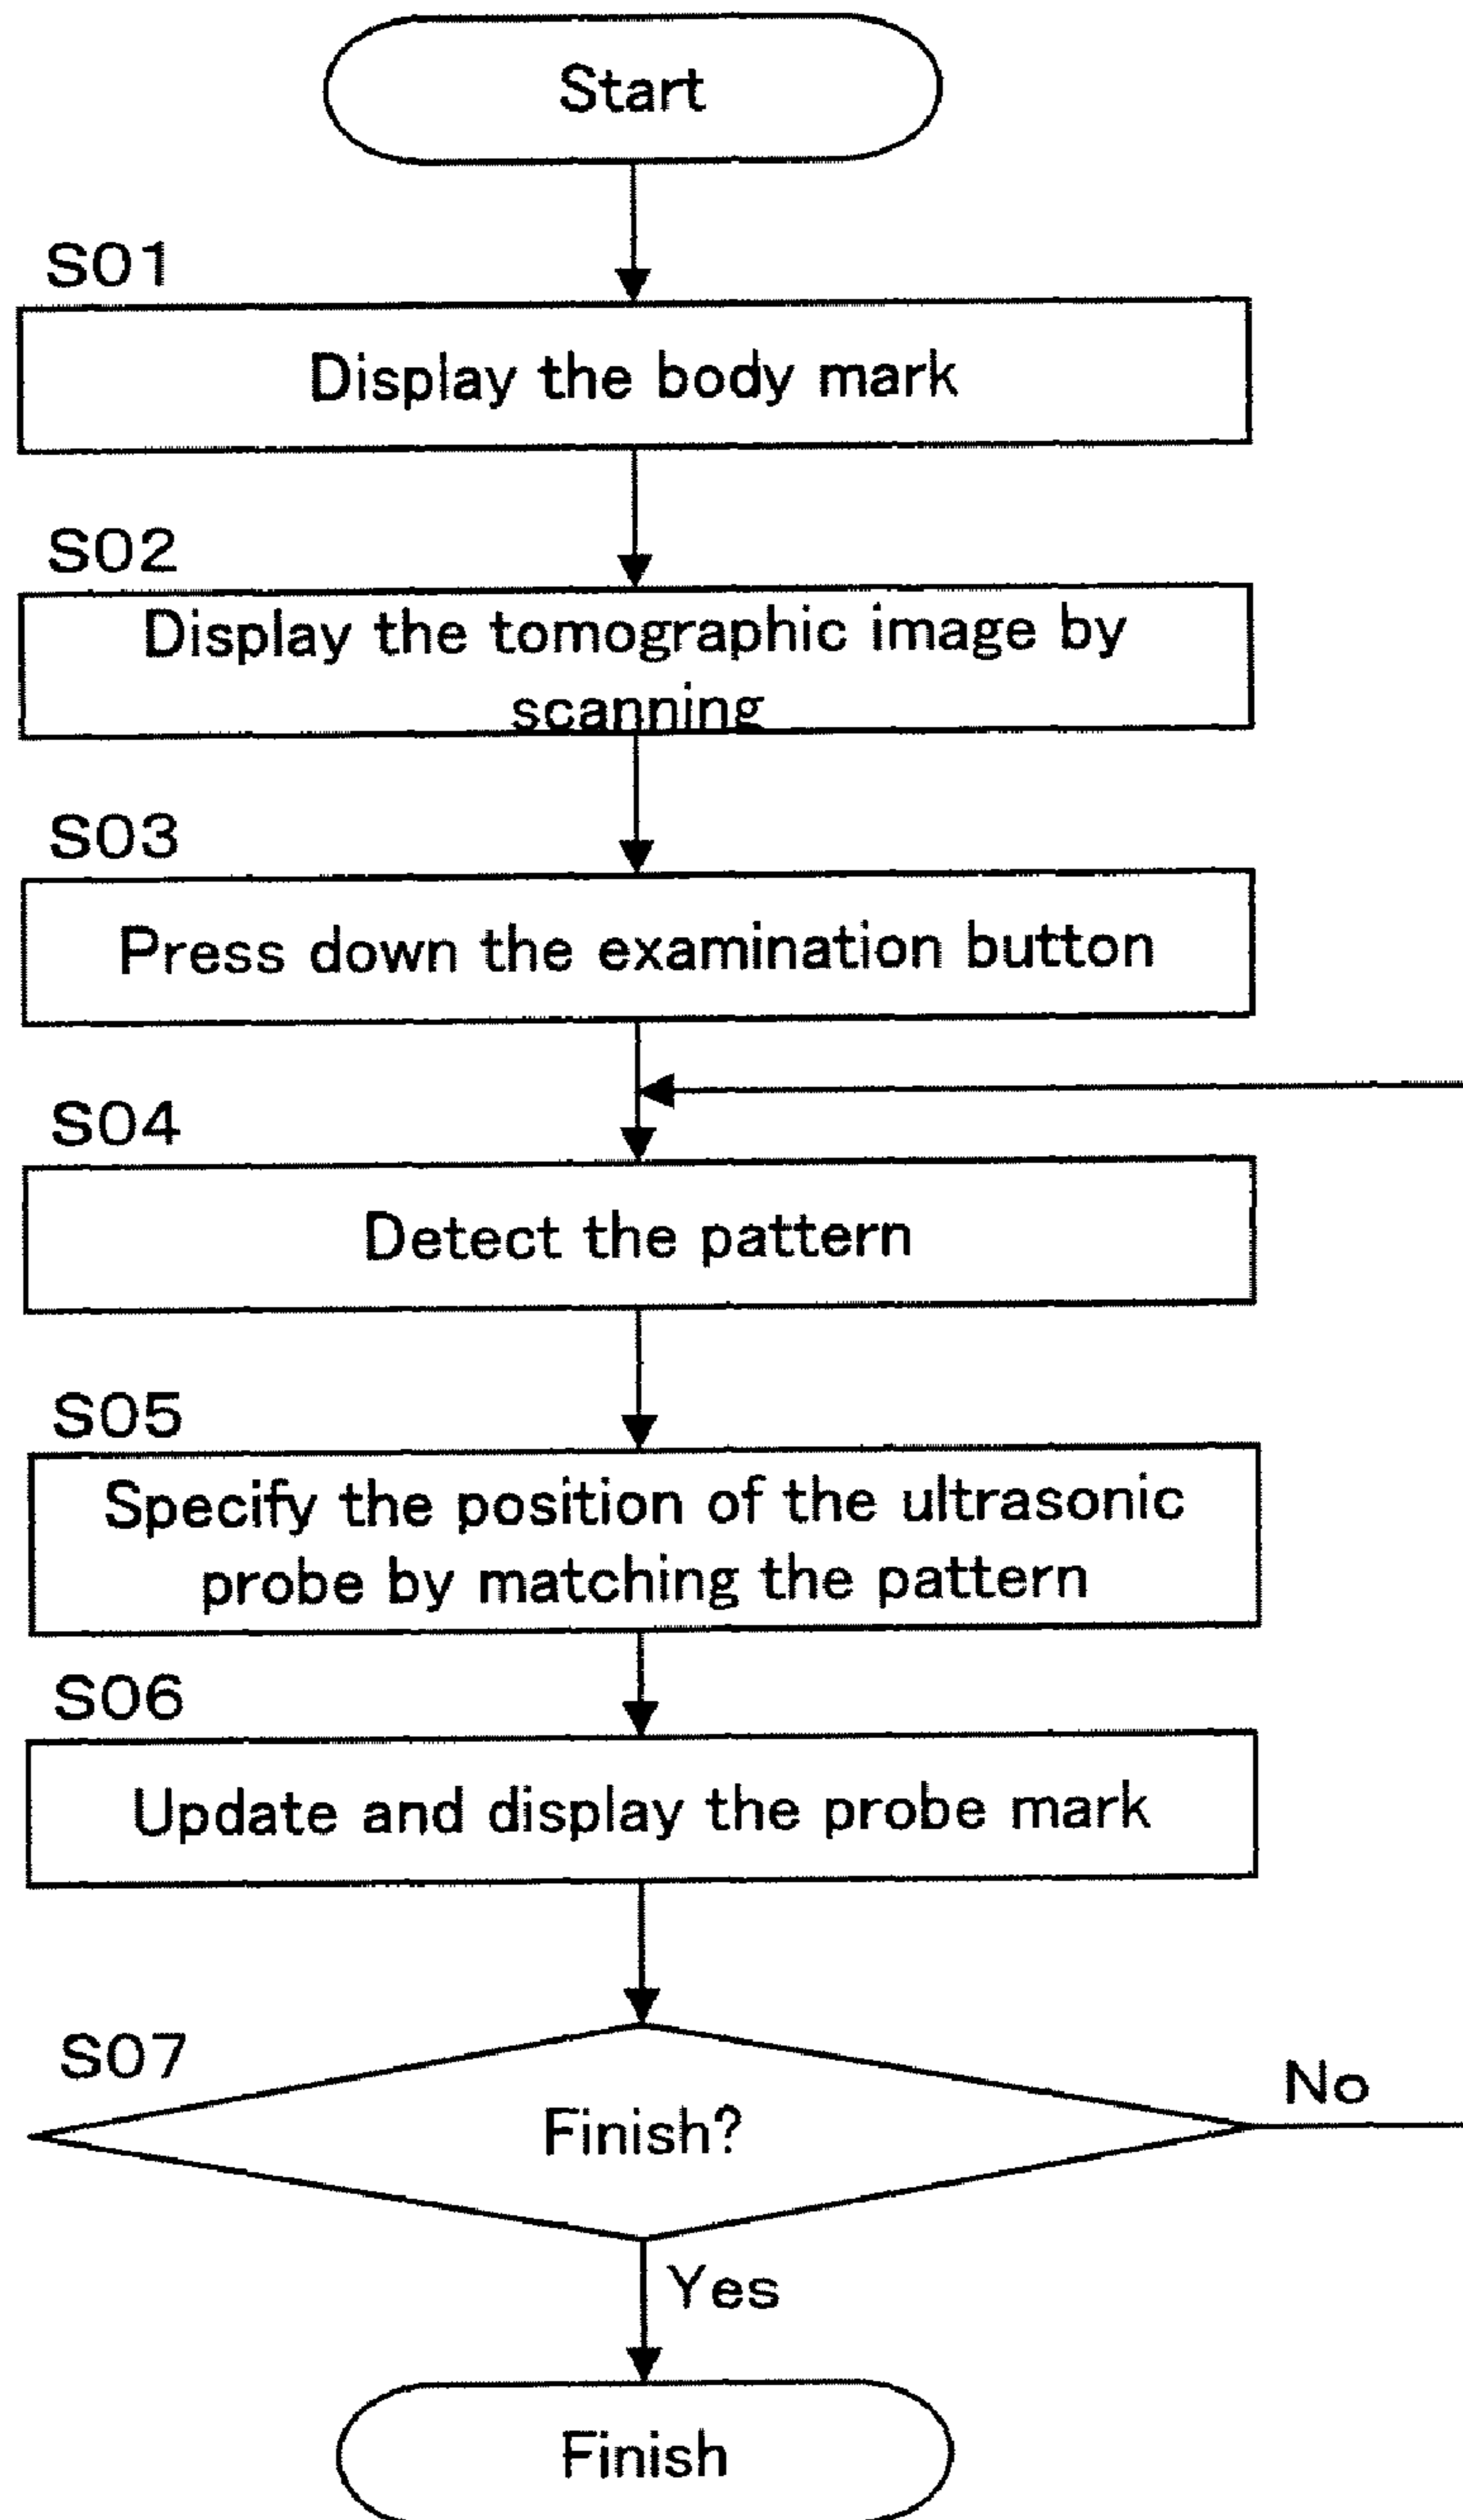 Start
S01
Display the body mark
S02
Display the tomographic image by
scanning
S03
Press down the examination button
S04
Detect the pattern
S05
Specify the position of the ultrasonic
probe by matching the pattern
S06
Update and display the probe mark
S07
Finish?
No
Yes
Finish